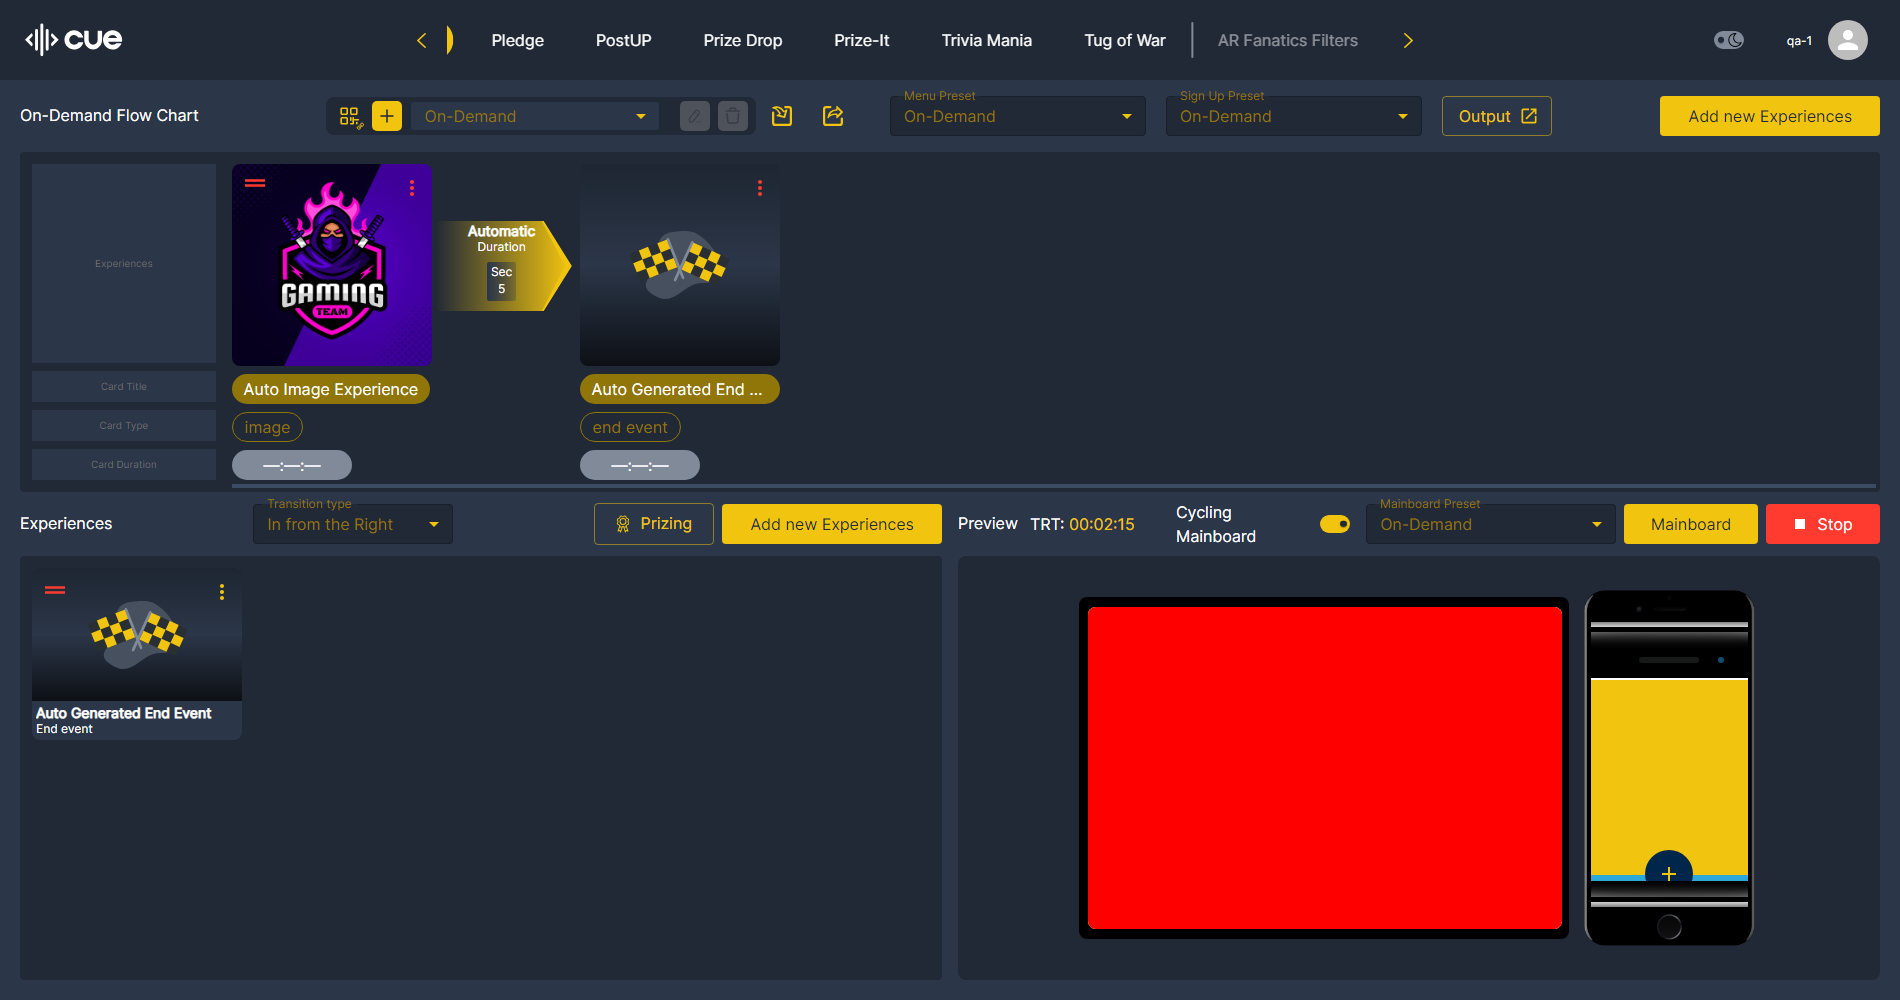 cue
Pledge
PostUP
Prize Drop
Prize-It
Trivia Mania
Tug of War
AR Fanatics Filters
qa-1
On-Demand Flow Chart
On-Demand
Menu Preset
On-Demand
Sign Up Preset
On-Demand
Output
Add new Experiences
Experiences
GAMING
TEAM
Automatic
Duration
Sec
5
Card Title
Auto Image Experience
Auto Generated End ...
Card Type
image
end event
Card Duration
—:—:—
—:—:—
Experiences
Transition type
In from the Right
Prizing
Add new Experiences
Preview
TRT: 00:02:15
Cycling
Mainboard
Mainboard Preset
On-Demand
Mainboard
Stop
Auto Generated End Event
End event